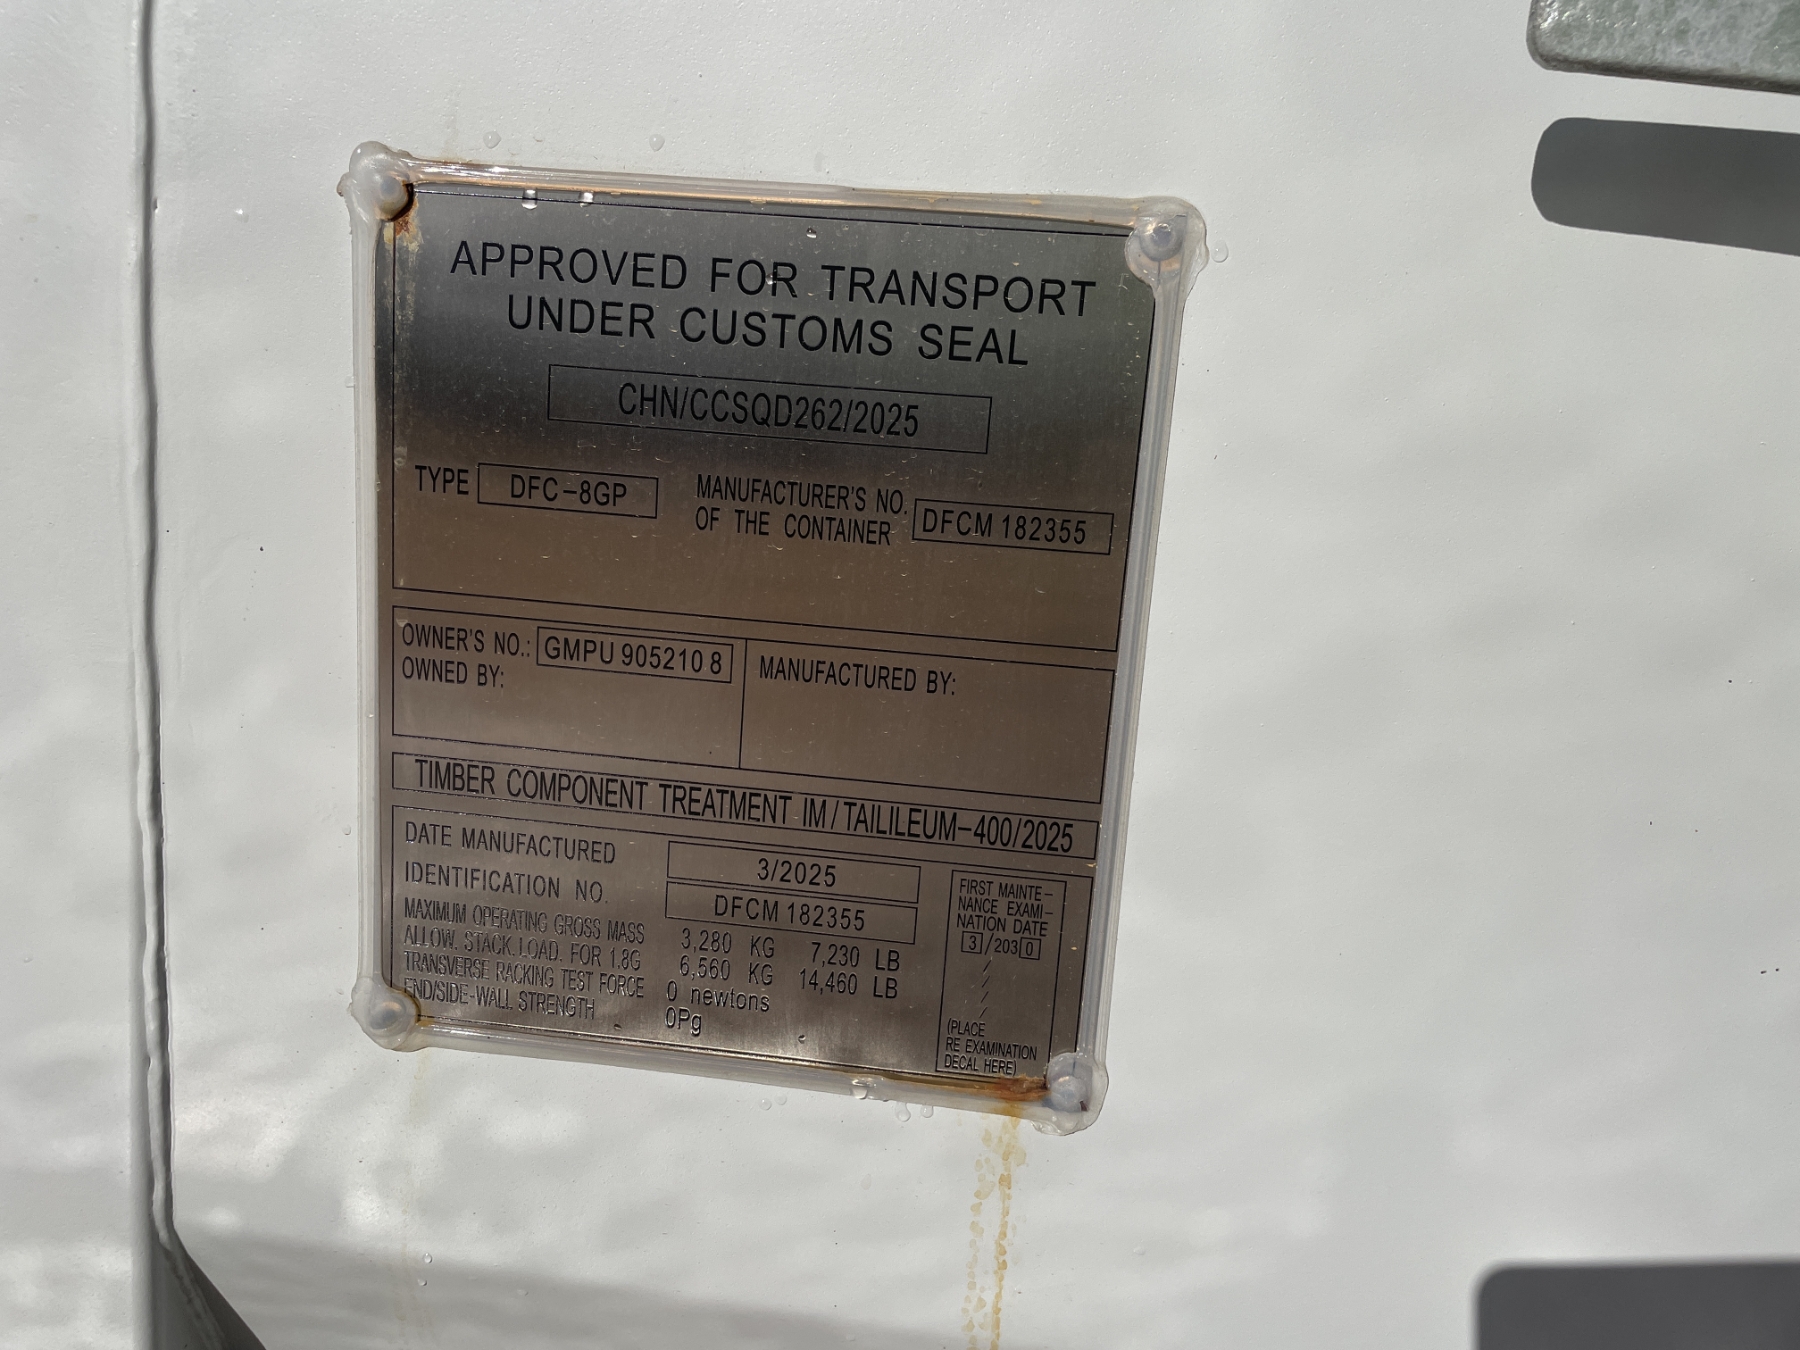 APPROVED FOR TRANSPORT
UNDER CUSTOMS SEAL
CHN/CCSQD262/2025
TYPE DFC-8GP
MANUFACTURER'S NO.
OF THE CONTAINER
DFCM 182355
OWNER'S NO.: GMPU 905210 8
OWNED BY:
MANUFACTURED BY:
TIMBER COMPONENT TREATMENT IM/TAILILEUM-400/2025
DATE MANUFACTURED 3/2025
IDENTIFICATION NO. DFCM 182355
MAXIMUM OPERATING GROSS MASS 3,280 KG 7,230 LB
ALLOW. STACK. LOAD. FOR 1.8G 6,560 KG 14,460 LB
TRANSVERSE RACKING TEST FORCE 0 newtons
END/SIDE-WALL STRENGTH 0Pg
FIRST MAINTE-
NANCE EXAMI-
NATION DATE
3/2030
(PLACE
RE EXAMINATION
DECAL HERE)